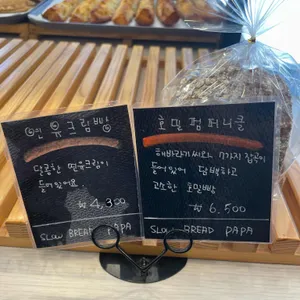 연유크림빵
달콤한 연유크림이
들어있어요
₩ 4,300
SLOW BREAD PAPA
호밀펌퍼니클
해바라기씨와 7가지 잡곡이
들어있어 담백하고
고소한 호밀빵
₩ 6,500
SLOW BREAD PAPA